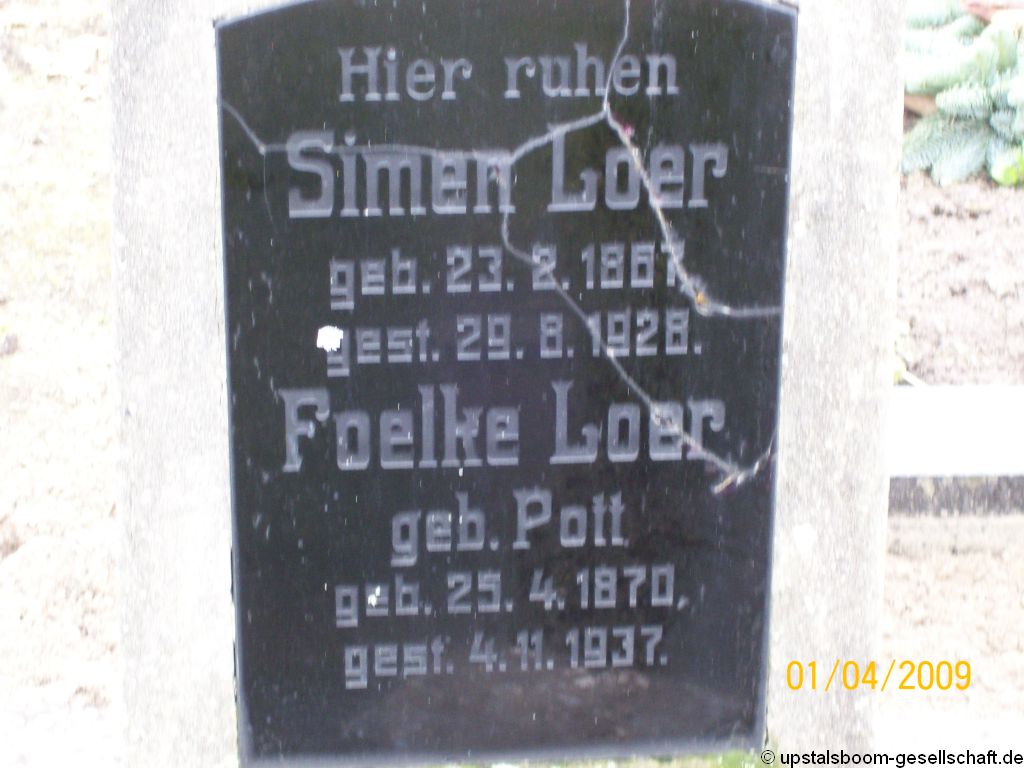 Hier ruhen
Simen Loer
geb. 23. 2. 1867.
gest. 29. 8. 1928.
Foelke Loer
geb. Pott
geb. 25. 4. 1870,
gest. 4. 11. 1937.
01/04/2009
© upstalsboom-gesellschaft.de